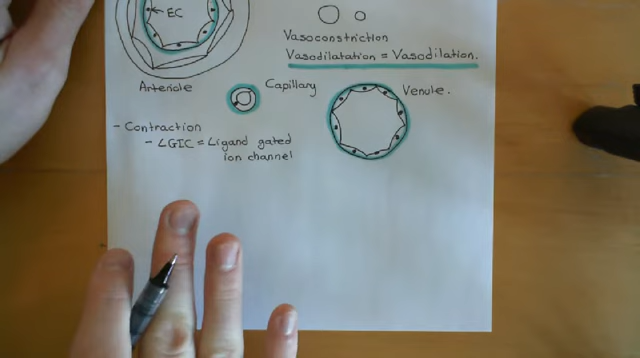 EC
Vasoconstriction
Vasodilatation = Vasodilation.
Arteriole
Capillary
Venule.
- Contraction
- LGIC = Ligand gated
ion channel